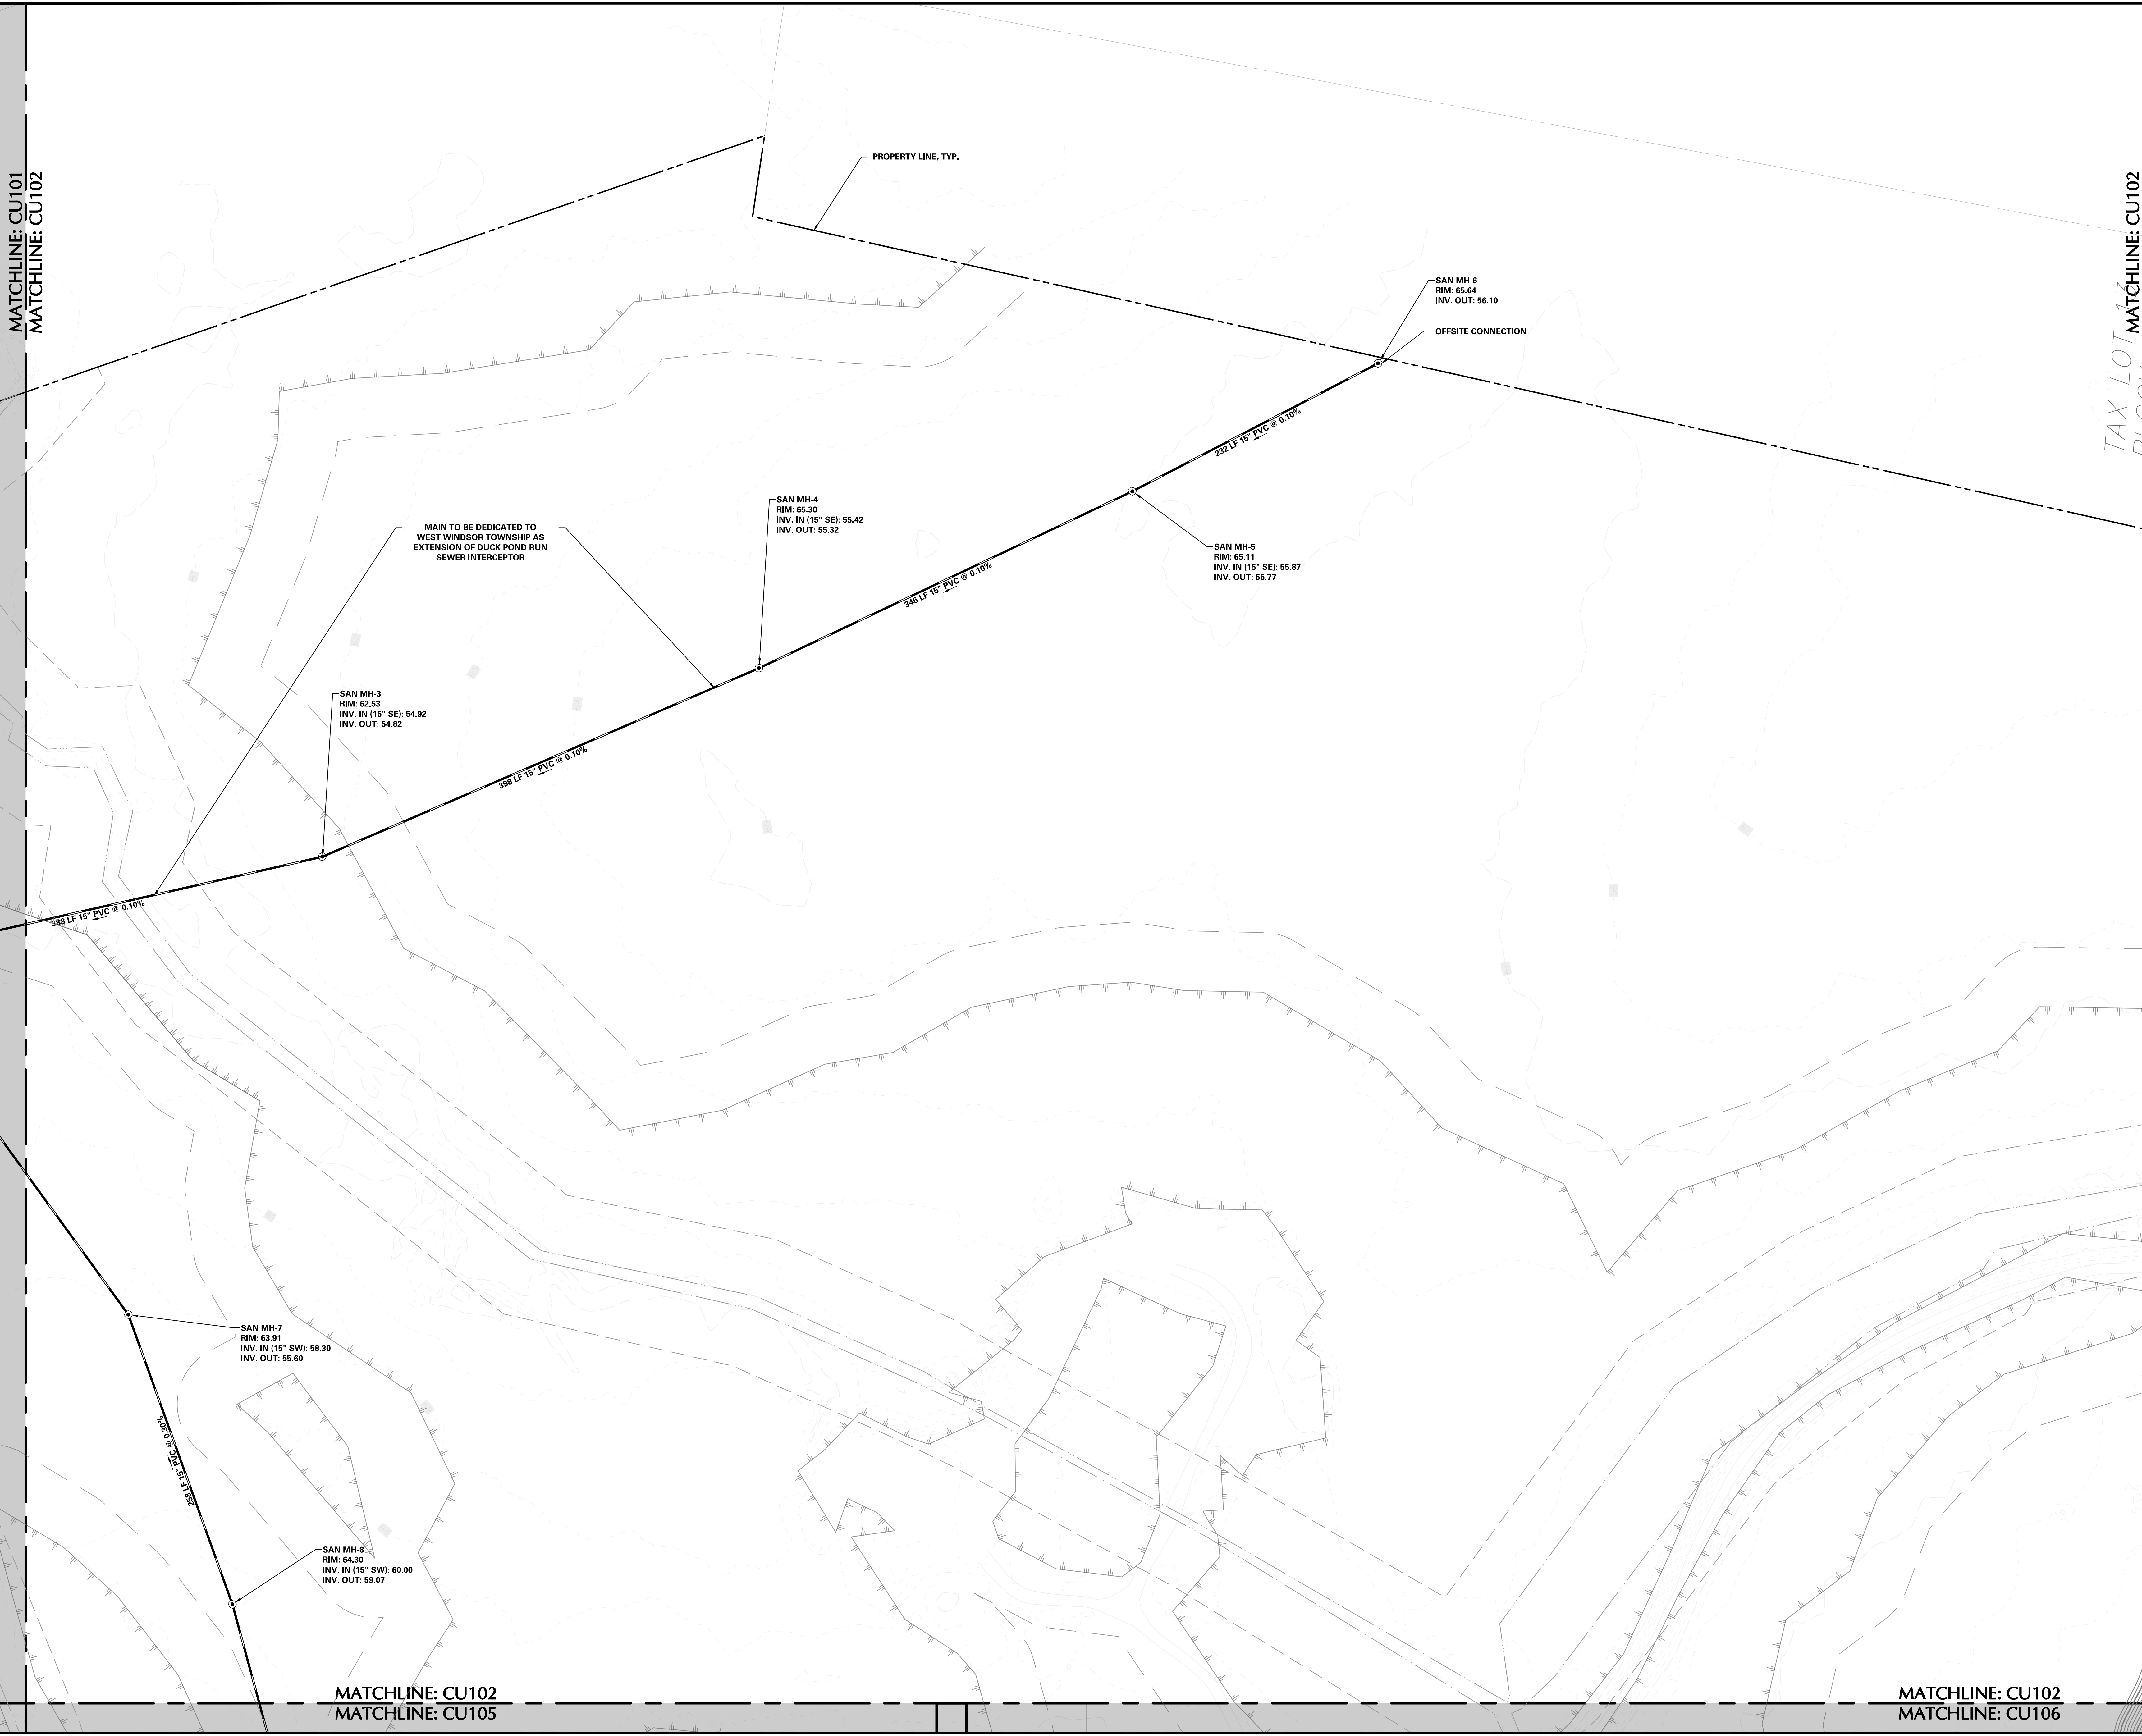 MATCHLINE: CU101
MATCHLINE: CU102
PROPERTY LINE, TYP.
MATCHLINE: CU102
TAX LOT 13
SAN MH-6
RIM: 65.64
INV. OUT: 56.10
OFFSITE CONNECTION
232 LF 15" PVC @ 0.10%
SAN MH-4
RIM: 65.30
INV. IN (15" SE): 55.42
INV. OUT: 55.32
MAIN TO BE DEDICATED TO
WEST WINDSOR TOWNSHIP AS
EXTENSION OF DUCK POND RUN
SEWER INTERCEPTOR
SAN MH-5
RIM: 65.11
INV. IN (15" SE): 55.87
INV. OUT: 55.77
346 LF 15" PVC @ 0.10%
SAN MH-3
RIM: 62.53
INV. IN (15" SE): 54.92
INV. OUT: 54.82
398 LF 15" PVC @ 0.10%
388 LF 15" PVC @ 0.10%
SAN MH-7
RIM: 63.91
INV. IN (15" SW): 58.30
INV. OUT: 55.60
258 LF 15" PVC @ 0.30%
SAN MH-8
RIM: 64.30
INV. IN (15" SW): 60.00
INV. OUT: 59.07
MATCHLINE: CU102
MATCHLINE: CU105
MATCHLINE: CU102
MATCHLINE: CU106